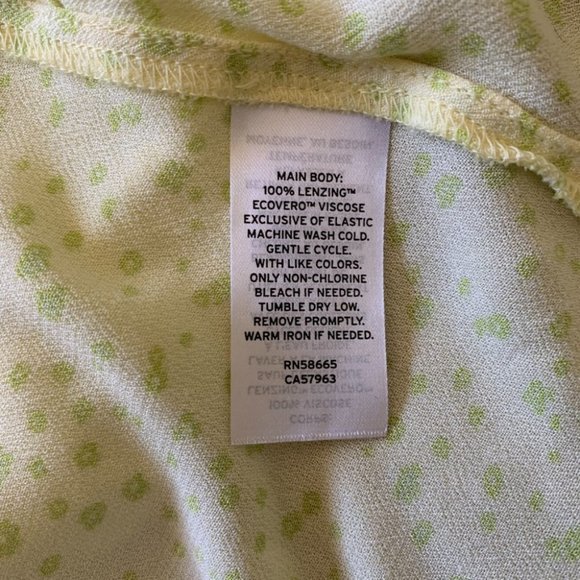 MAIN BODY:
100% LENZING™
ECOVERO™ VISCOSE
EXCLUSIVE OF ELASTIC
MACHINE WASH COLD.
GENTLE CYCLE.
WITH LIKE COLORS.
ONLY NON-CHLORINE
BLEACH IF NEEDED.
TUMBLE DRY LOW.
REMOVE PROMPTLY.
WARM IRON IF NEEDED.
RN58665
CA57963